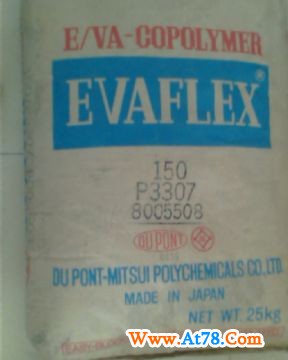 E/VA-COPOLYMER
EVAFLEX®
150
P3307
8005508
DU PONT
DU PONT-MITSUI POLYCHEMICALS CO., LTD.
MADE IN JAPAN
NET WT. 25kg
www.At78.Com